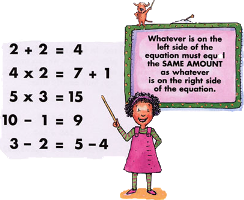 2 + 2 = 4
4 x 2 = 7 + 1
5 x 3 = 15
10 - 1 = 9
3 - 2 = 5 - 4
Whatever is on the
left side of the
equation must equ l
the SAME AMOUNT
as whatever
is on the right side
of the equation.